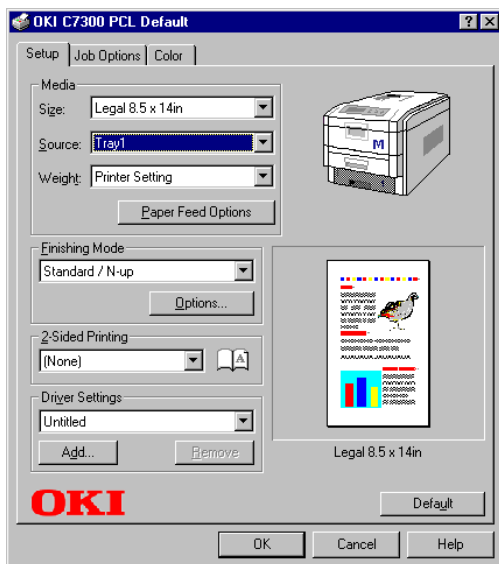 OKI C7300 PCL Default
Setup Job Options Color
Media
Size: Legal 8.5 x 14in
Source: Tray1
Weight: Printer Setting
Paper Feed Options
M
Finishing Mode
Standard / N-up
Options...
2-Sided Printing
(None)
A
Driver Settings
Untitled
Add... Remove
Legal 8.5 x 14in
OKI
Default
OK Cancel Help